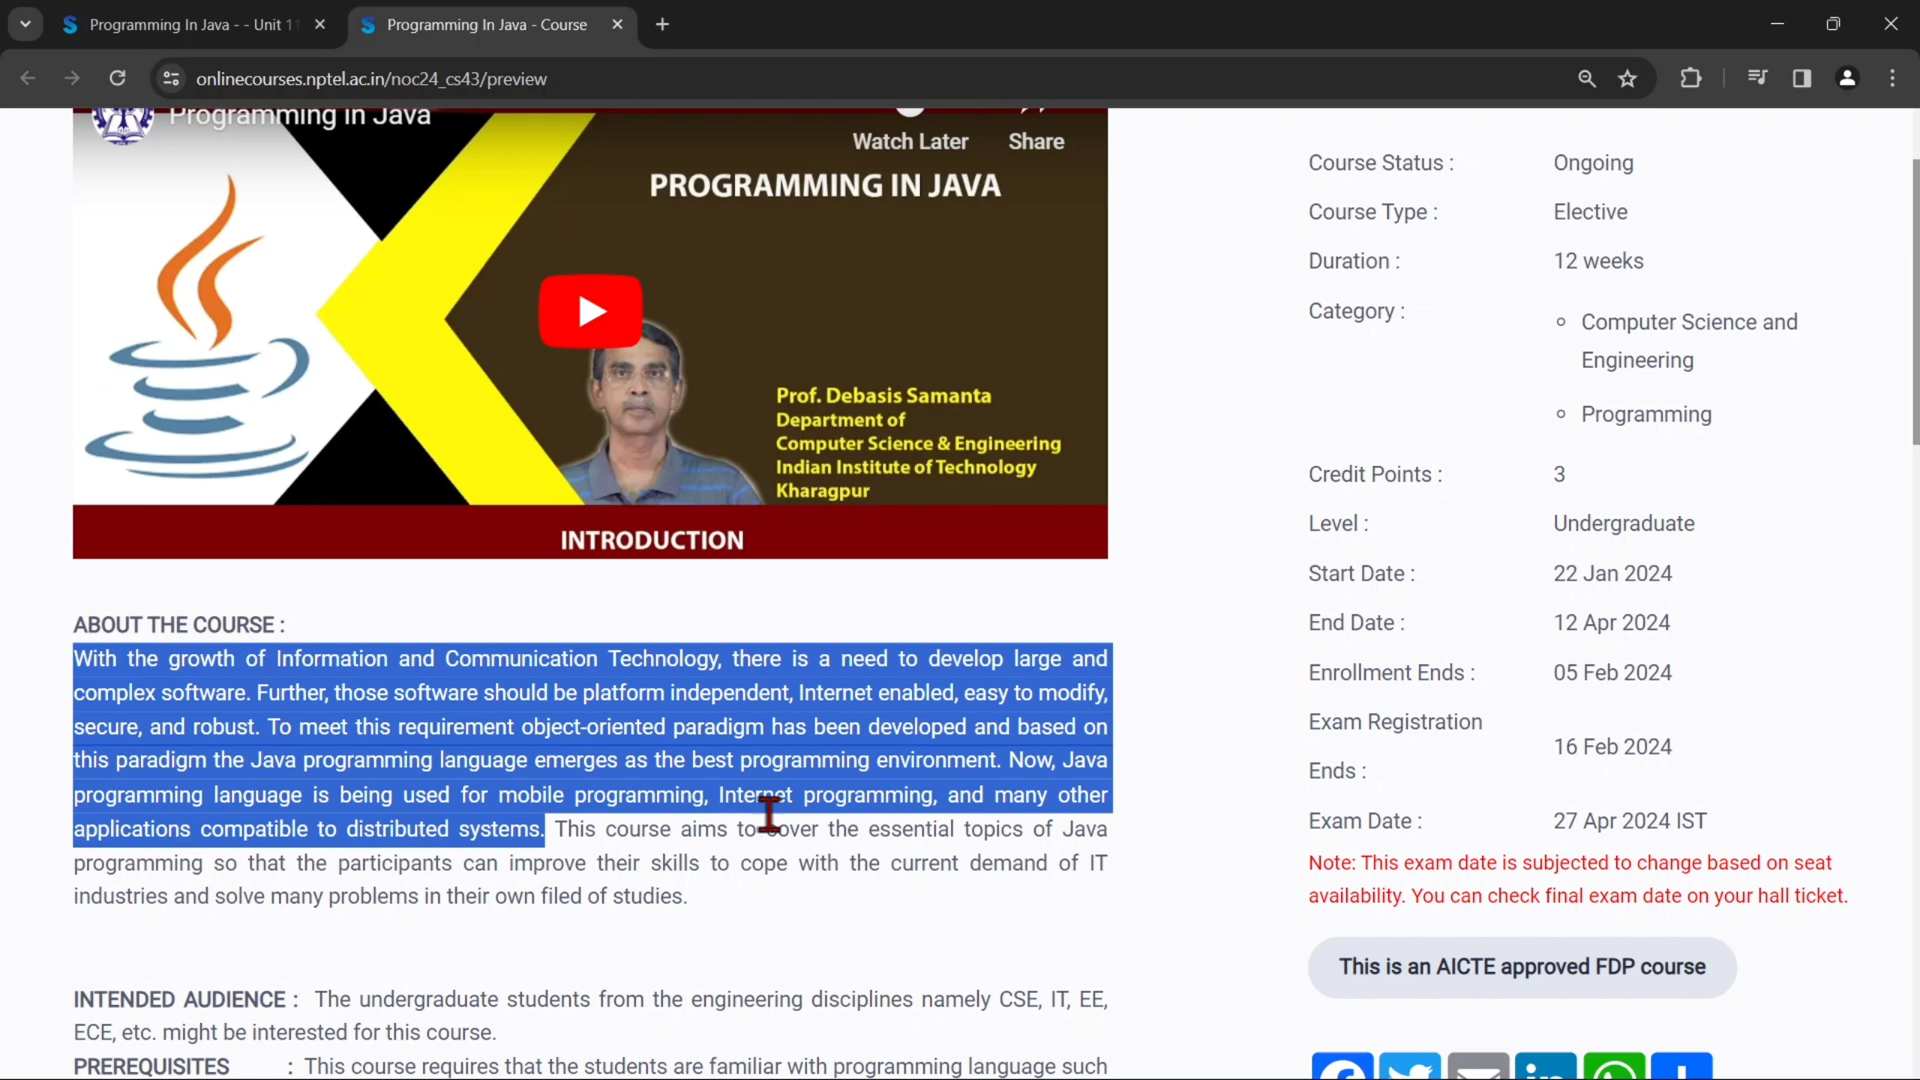 Programming In Java - - Unit 11
Programming In Java - Course
onlinecourses.nptel.ac.in/noc24_cs43/preview
Programming in Java
Watch Later
Share
PROGRAMMING IN JAVA
Prof. Debasis Samanta
Department of
Computer Science & Engineering
Indian Institute of Technology
Kharagpur
INTRODUCTION
ABOUT THE COURSE :
With the growth of Information and Communication Technology, there is a need to develop large and
complex software. Further, those software should be platform independent, Internet enabled, easy to modify,
secure, and robust. To meet this requirement object-oriented paradigm has been developed and based on
this paradigm the Java programming language emerges as the best programming environment. Now, Java
programming language is being used for mobile programming, Internet programming, and many other
applications compatible to distributed systems. This course aims to cover the essential topics of Java
programming so that the participants can improve their skills to cope with the current demand of IT
industries and solve many problems in their own filed of studies.
INTENDED AUDIENCE : The undergraduate students from the engineering disciplines namely CSE, IT, EE,
ECE, etc. might be interested for this course.
PREREQUISITES : This course requires that the students are familiar with programming language such
Course Status : Ongoing
Course Type : Elective
Duration : 12 weeks
Category :
Computer Science and
Engineering
Programming
Credit Points : 3
Level : Undergraduate
Start Date : 22 Jan 2024
End Date : 12 Apr 2024
Enrollment Ends : 05 Feb 2024
Exam Registration
Ends :
16 Feb 2024
Exam Date : 27 Apr 2024 IST
Note: This exam date is subjected to change based on seat
availability. You can check final exam date on your hall ticket.
This is an AICTE approved FDP course